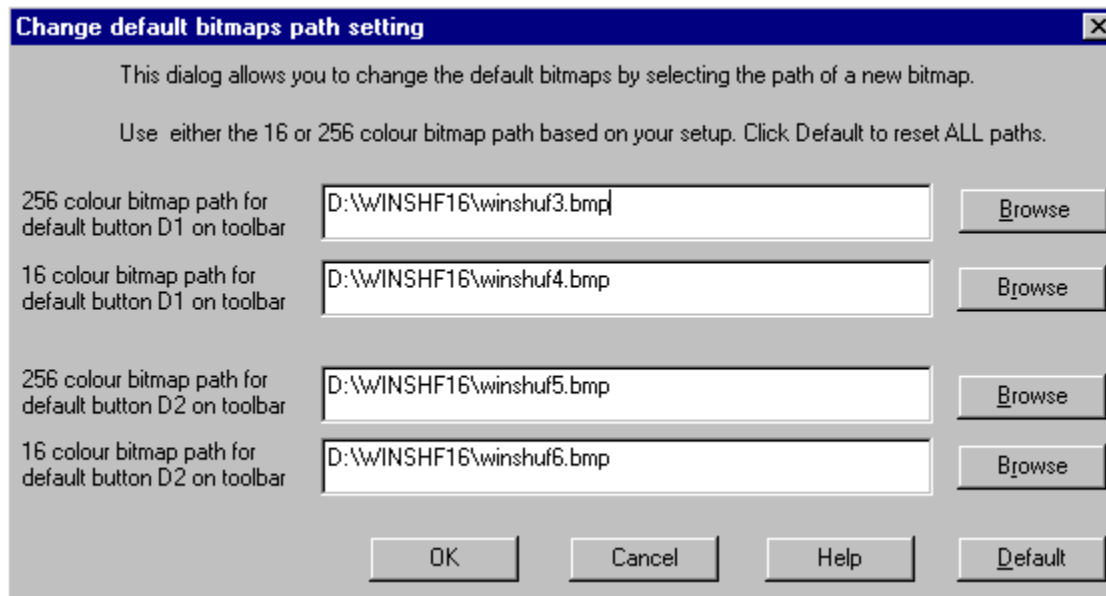 Change default bitmaps path setting
This dialog allows you to change the default bitmaps by selecting the path of a new bitmap.
Use either the 16 or 256 colour bitmap path based on your setup. Click Default to reset ALL paths.
256 colour bitmap path for
default button D1 on toolbar
D:\WINSHF16\winshuf3.bmp
Browse
16 colour bitmap path for
default button D1 on toolbar
D:\WINSHF16\winshuf4.bmp
Browse
256 colour bitmap path for
default button D2 on toolbar
D:\WINSHF16\winshuf5.bmp
Browse
16 colour bitmap path for
default button D2 on toolbar
D:\WINSHF16\winshuf6.bmp
Browse
OK
Cancel
Help
Default